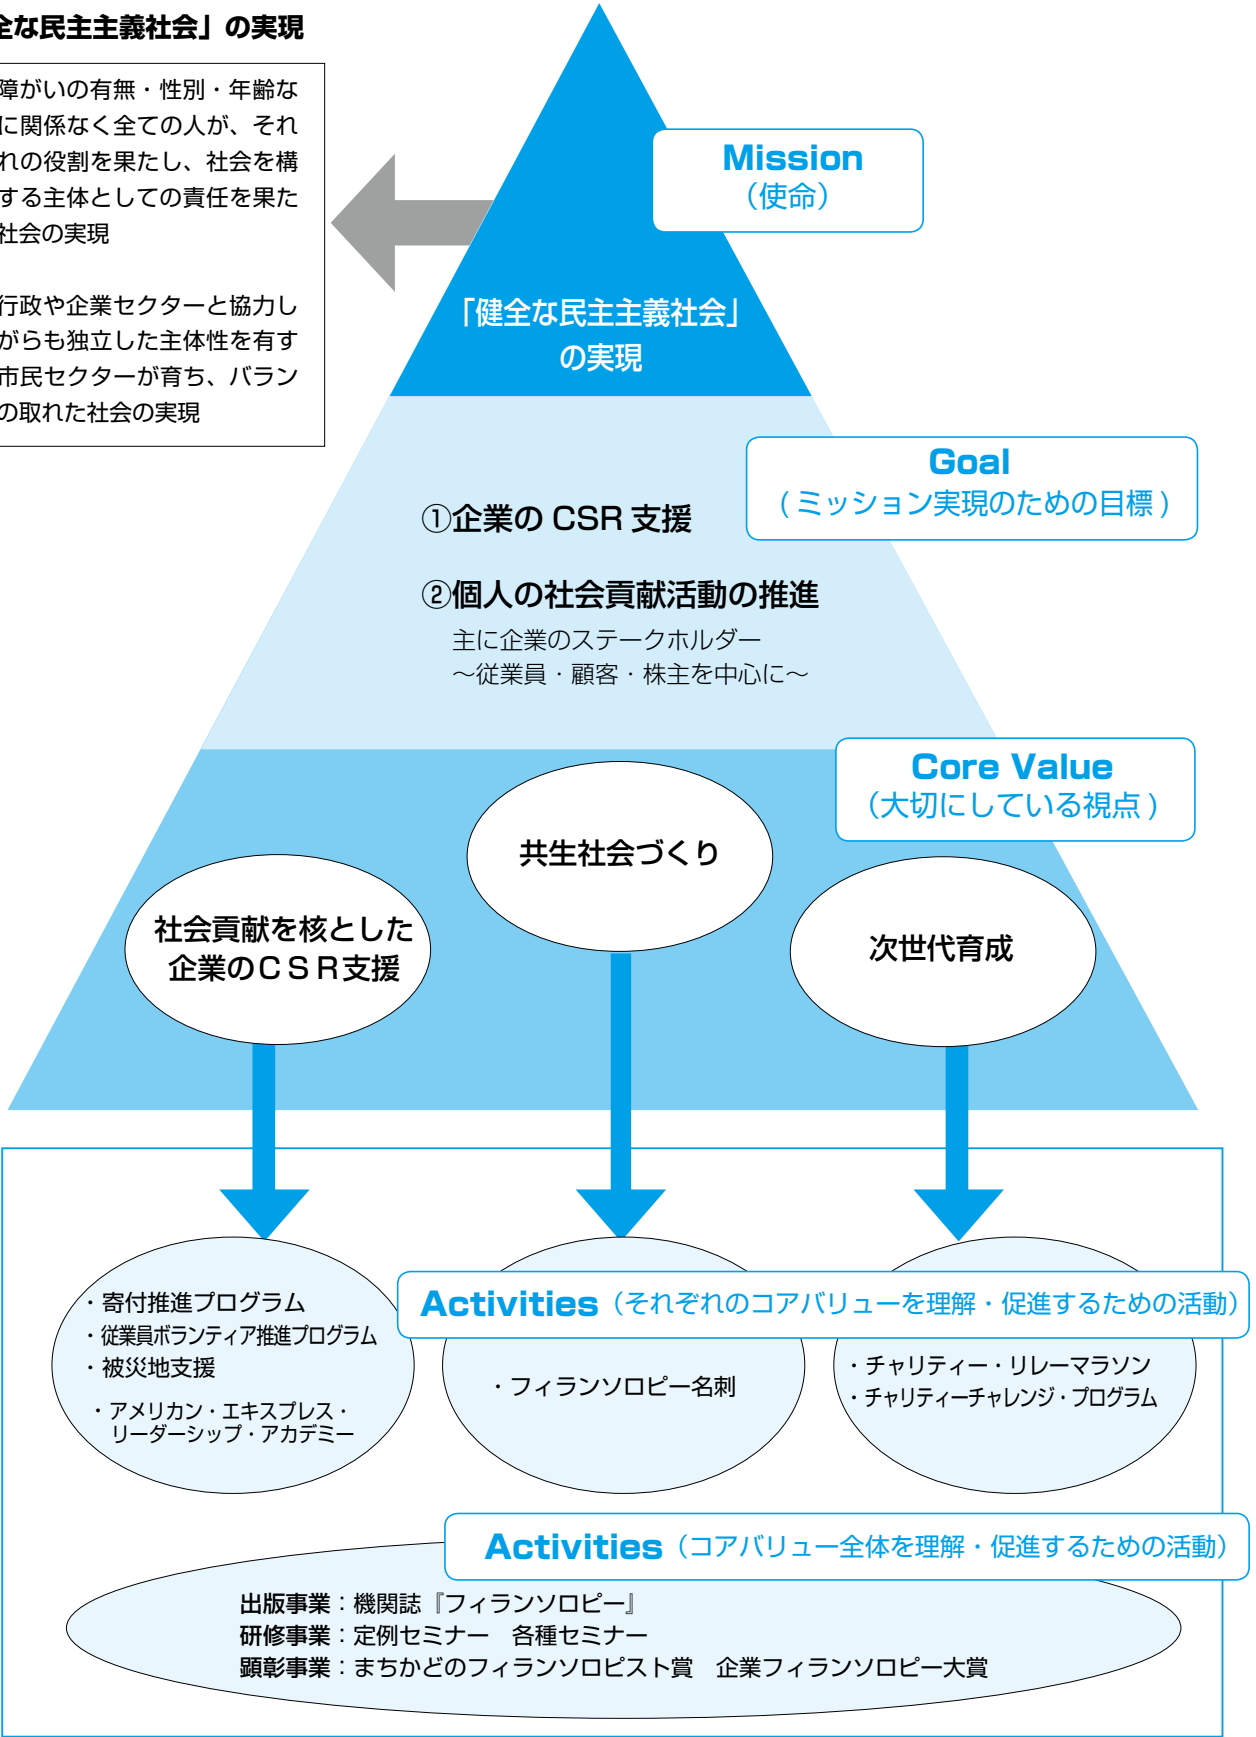 全な民主主義社会」の実現
障がいの有無・性別・年齢な
に関係なく全ての人が、それ
れの役割を果たし、社会を構
する主体としての責任を果た
社会の実現
行政や企業セクターと協力し
がらも独立した主体性を有す
市民セクターが育ち、バラン
の取れた社会の実現
Mission
（使命）
「健全な民主主義社会」
の実現
Goal
(ミッション実現のための目標)
①企業の CSR 支援
②個人の社会貢献活動の推進
主に企業のステークホルダー
～従業員・顧客・株主を中心に～
Core Value
（大切にしている視点)
共生社会づくり
社会貢献を核とした
企業のＣＳＲ支援
次世代育成
Activities（それぞれのコアバリューを理解・促進するための活動）
・寄付推進プログラム
・従業員ボランティア推進プログラム
・被災地支援
・アメリカン・エキスプレス・
リーダーシップ・アカデミー
・フィランソロピー名刺
・チャリティー・リレーマラソン
・チャリティーチャレンジ・プログラム
Activities（コアバリュー全体を理解・促進するための活動）
出版事業：機関誌『フィランソロピー』
研修事業：定例セミナー　各種セミナー
顕彰事業：まちかどのフィランソロピスト賞　企業フィランソロピー大賞